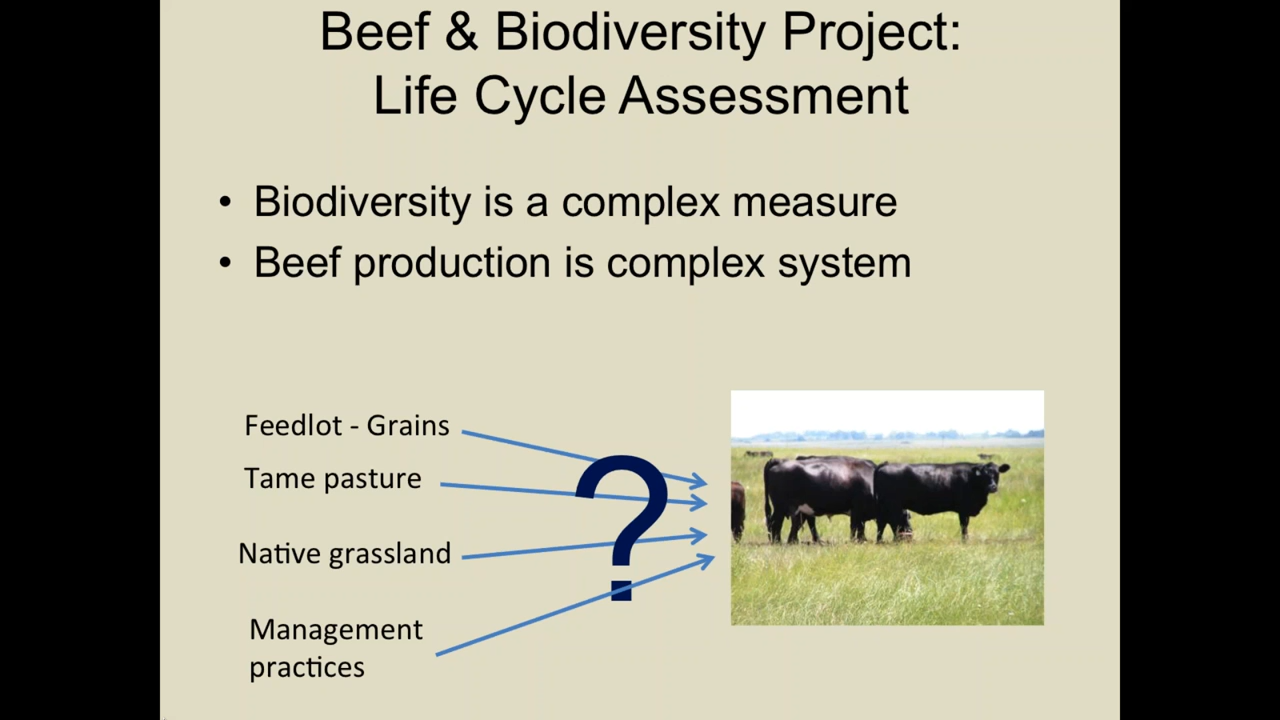 Beef & Biodiversity Project:
Life Cycle Assessment
• Biodiversity is a complex measure
• Beef production is complex system
Feedlot - Grains
Tame pasture
Native grassland
Management
practices
?